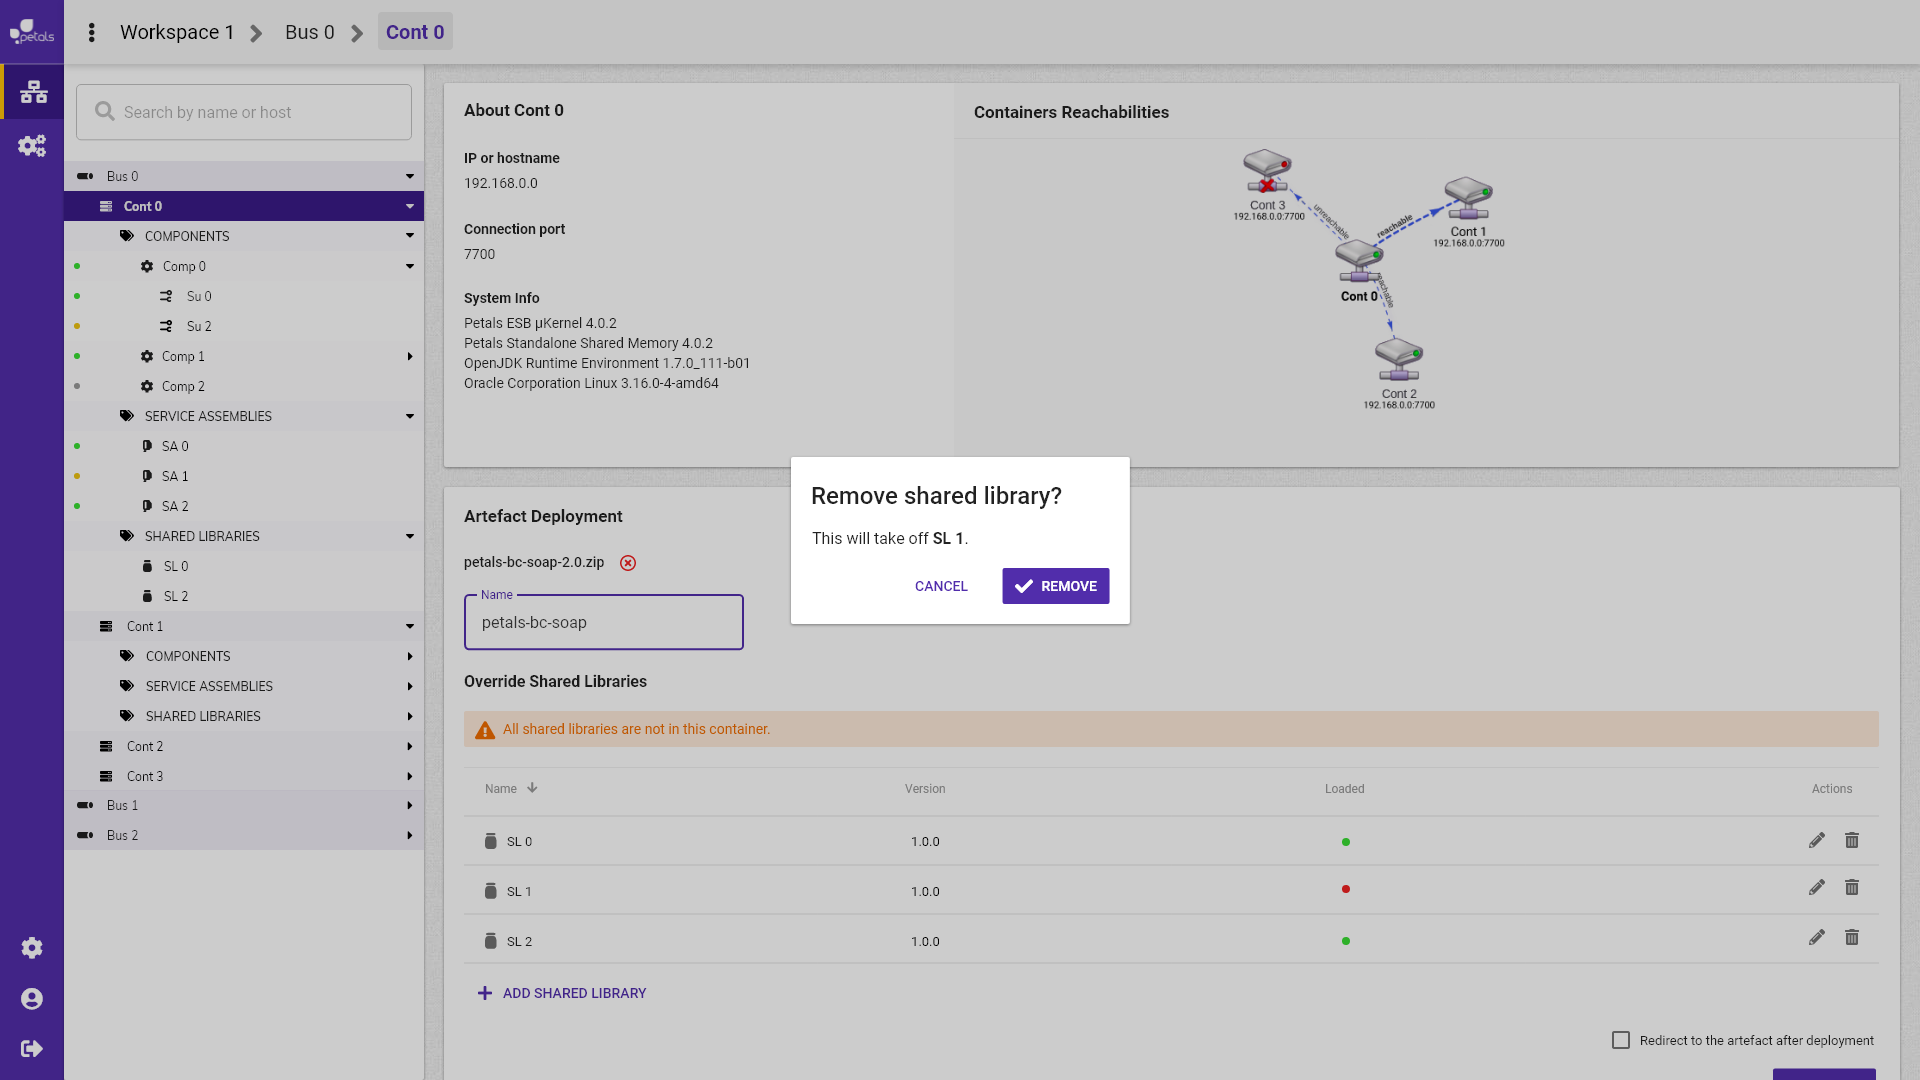 petals
Workspace 1
Bus 0
Cont 0
Search by name or host
Bus 0
Cont 0
COMPONENTS
Comp 0
Su 0
Su 2
Comp 1
Comp 2
SERVICE ASSEMBLIES
SA 0
SA 1
SA 2
SHARED LIBRARIES
SL 0
SL 2
Cont 1
COMPONENTS
SERVICE ASSEMBLIES
SHARED LIBRARIES
Cont 2
Cont 3
Bus 1
Bus 2
About Cont 0
IP or hostname
192.168.0.0
Connection port
7700
System Info
Petals ESB µKernel 4.0.2
Petals Standalone Shared Memory 4.0.2
OpenJDK Runtime Environment 1.7.0_111-b01
Oracle Corporation Linux 3.16.0-4-amd64
Containers Reachabilities
Cont 3
192.168.0.0:7700
unreachable
reachable
Cont 1
192.168.0.0:7700
Cont 0
reachable
Cont 2
192.168.0.0:7700
Remove shared library?
This will take off SL 1.
CANCEL
REMOVE
Artefact Deployment
petals-bc-soap-2.0.zip
Name
petals-bc-soap
Override Shared Libraries
All shared libraries are not in this container.
Name Version Loaded Actions
SL 0 1.0.0
SL 1 1.0.0
SL 2 1.0.0
ADD SHARED LIBRARY
Redirect to the artefact after deployment